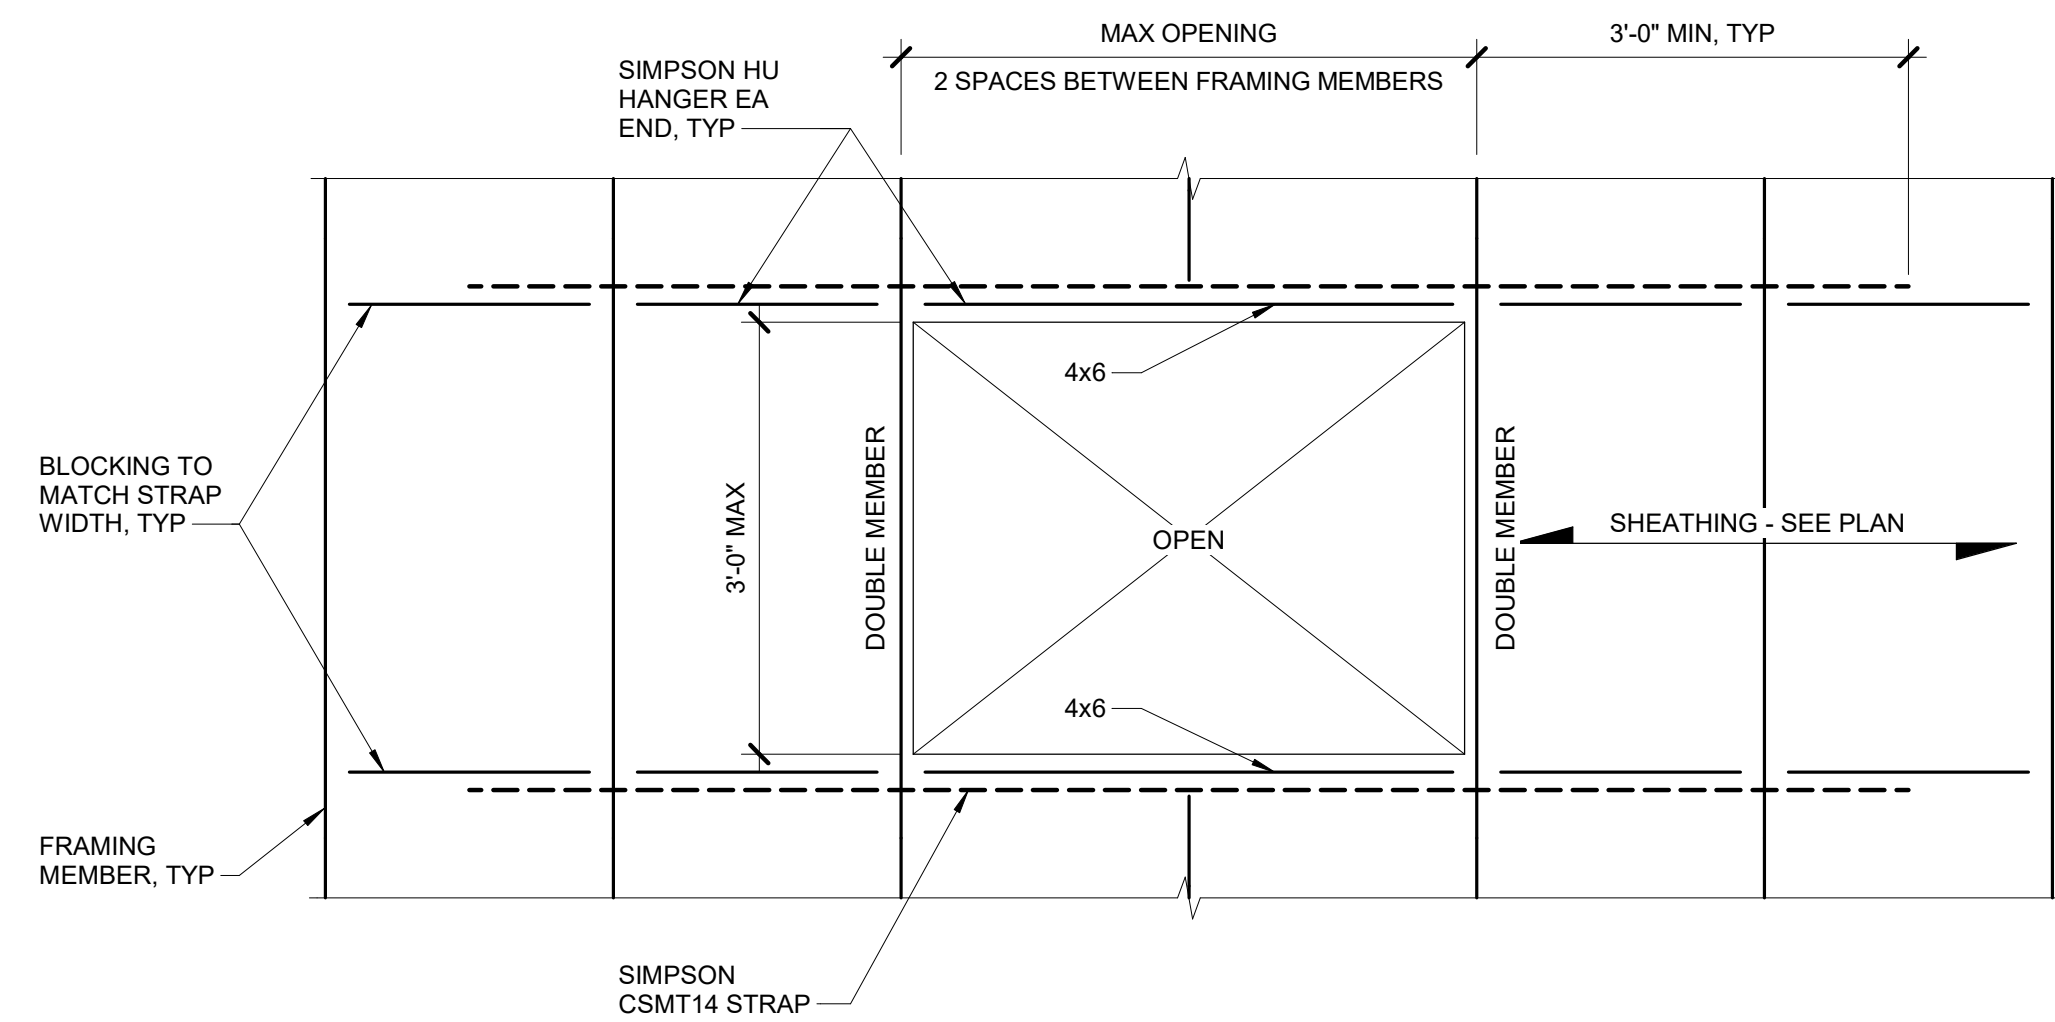 MAX OPENING
3'-0" MIN, TYP
2 SPACES BETWEEN FRAMING MEMBERS
SIMPSON HU
HANGER EA
END, TYP
4x6
BLOCKING TO
MATCH STRAP
WIDTH, TYP
3'-0" MAX
DOUBLE MEMBER
OPEN
DOUBLE MEMBER
SHEATHING - SEE PLAN
4x6
FRAMING
MEMBER, TYP
SIMPSON
CSMT14 STRAP